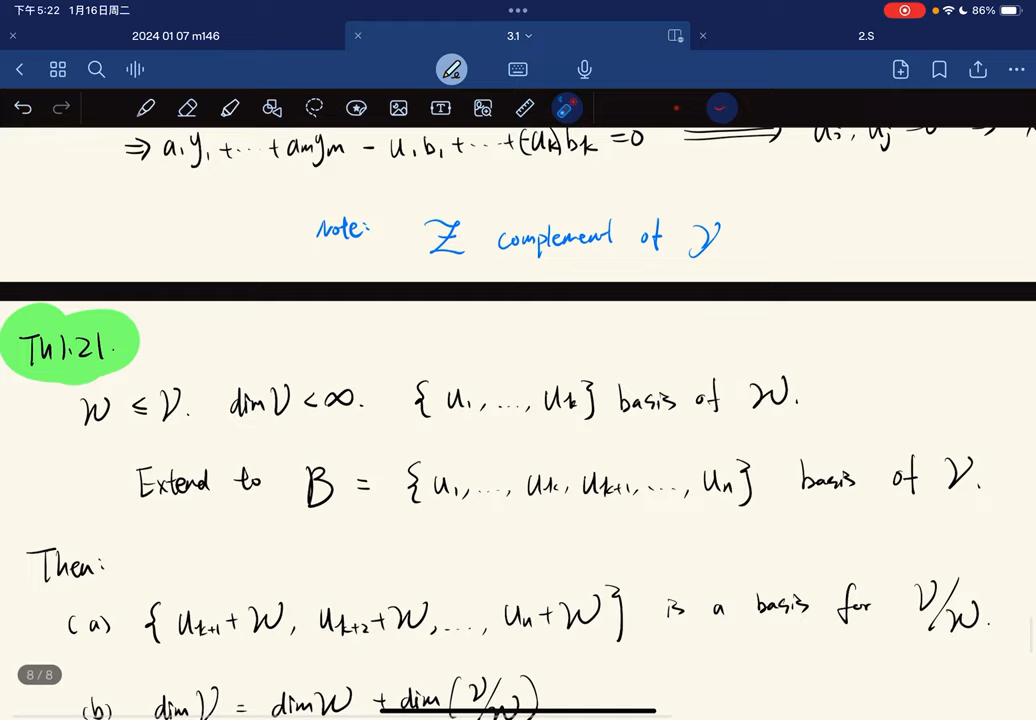 下午5:22 1月16日周二
86%
2024 01 07 m146
3.1
2.S
⇒ a₁y₁ + ... + aₘyₘ - u₁b₁ + ... + (-uₖ)bₖ = 0
Note: Z complement of V
Th1.21.
W ≤ V. dim V < ∞. {u₁, ..., uₖ} basis of W.
Extend to B = {u₁, ..., uₖ, uₖ₊₁, ..., uₙ} basis of V.
Then:
(a) {uₖ₊₁ + W, uₖ₊₂ + W, ..., uₙ + W} is a basis for V/W.
8 / 8
(b) dim V = dim W + dim (V/W)